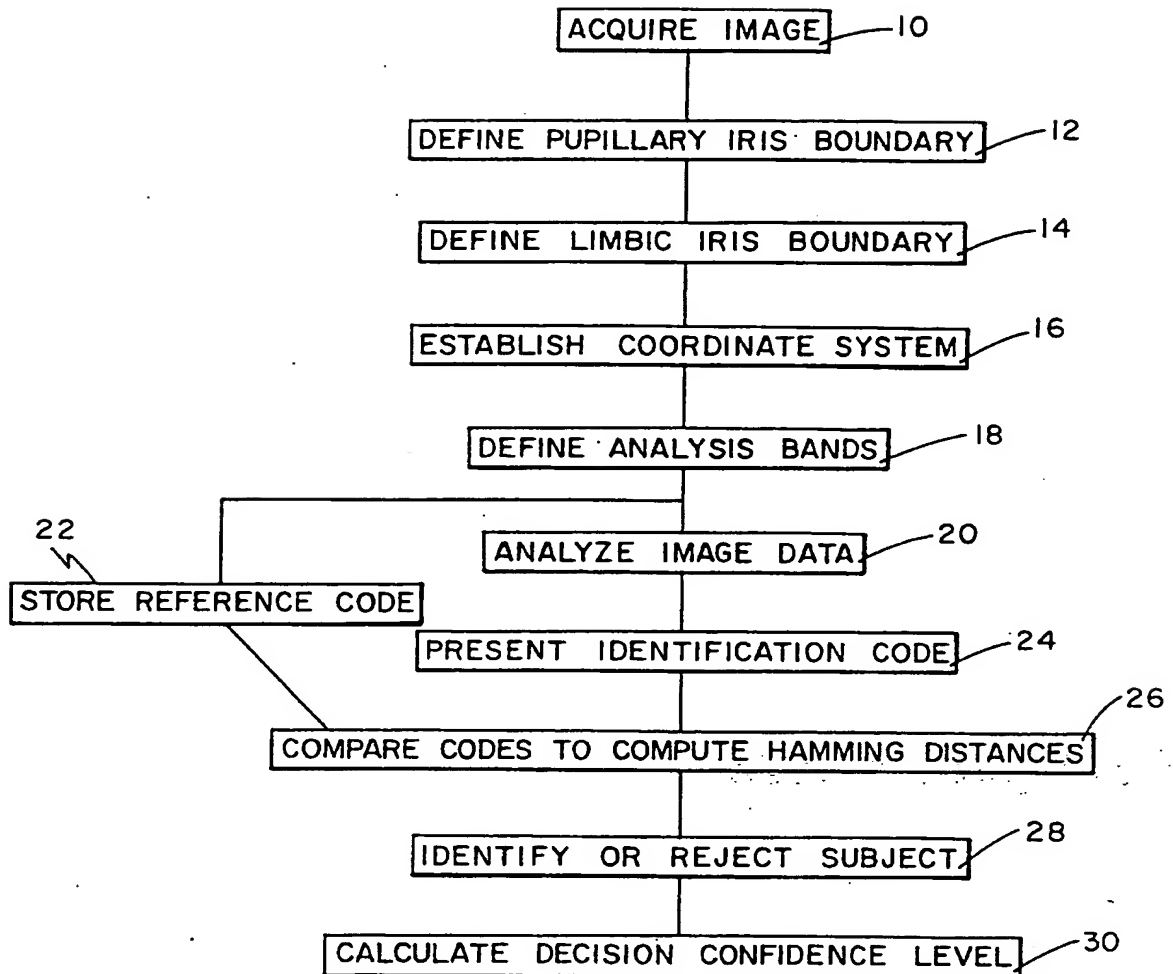 ACQUIRE IMAGE 10
DEFINE PUPILLARY IRIS BOUNDARY 12
DEFINE LIMBIC IRIS BOUNDARY 14
ESTABLISH COORDINATE SYSTEM 16
DEFINE ANALYSIS BANDS 18
22
ANALYZE IMAGE DATA 20
STORE REFERENCE CODE
PRESENT IDENTIFICATION CODE 24
26
COMPARE CODES TO COMPUTE HAMMING DISTANCES
IDENTIFY OR REJECT SUBJECT 28
CALCULATE DECISION CONFIDENCE LEVEL 30